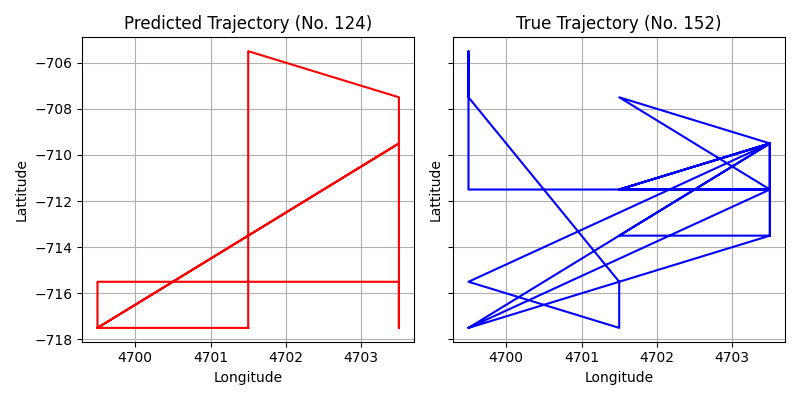 Predicted Trajectory (No. 124)
True Trajectory (No. 152)
Lattitude
−706
−708
−710
−712
−714
−716
−718
4700
4701
4702
4703
Longitude
Lattitude
4700
4701
4702
4703
Longitude